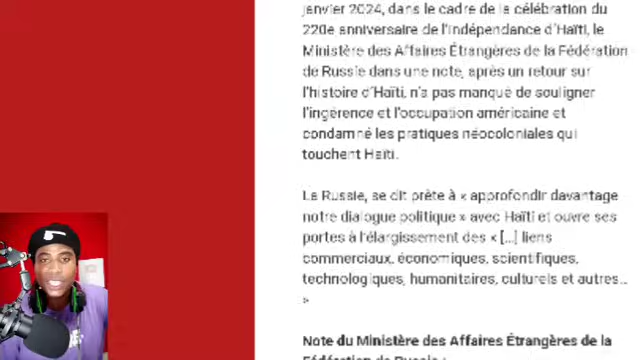 janvier 2024, dans le cadre de la célébration du
220e anniversaire de l'indépendance d'Haïti, le
Ministère des Affaires Étrangères de la Fédération
de Russie dans une note, après un retour sur
l'histoire d'Haïti, n'a pas manqué de souligner
l'ingérence et l'occupation américaine et
condamné les pratiques néocoloniales qui
touchent Haïti.
La Russie, se dit prête à « approfondir davantage
notre dialogue politique » avec Haïti et ouvre ses
portes à l'élargissement des « [...] liens
commerciaux, économiques, scientifiques,
technologiques, humanitaires, culturels et autres...
»
Note du Ministère des Affaires Étrangères de la
Fédération de Russie :